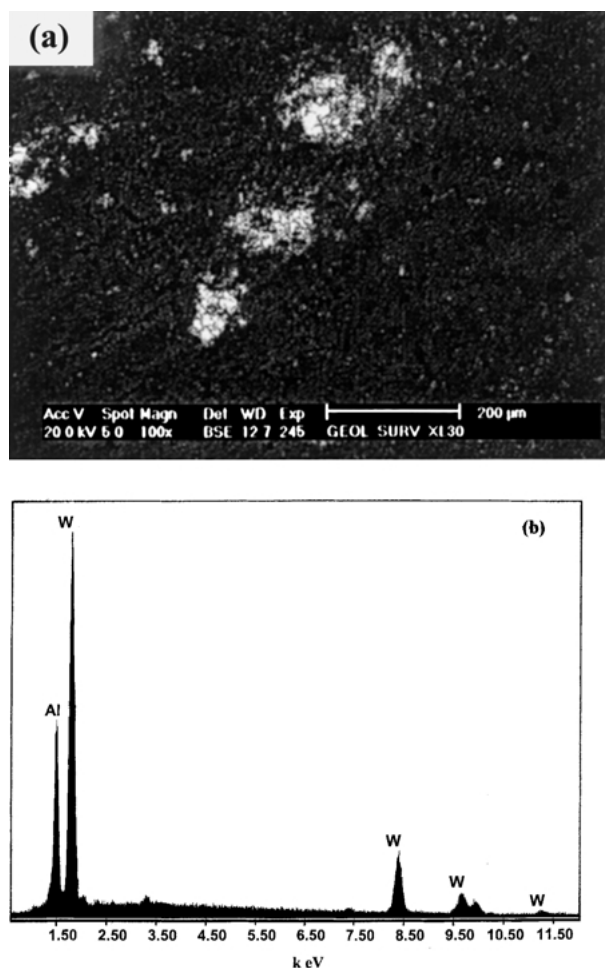 (a)
Acc V Spot Magn Det WD Exp 200 µm
20.0 kV 5.0 100x BSE 12.7 245 GEOL SURV XL30
(b)
W
Al
W
W
W
1.50 2.50 3.50 4.50 5.50 6.50 7.50 8.50 9.50 10.50 11.50
k eV